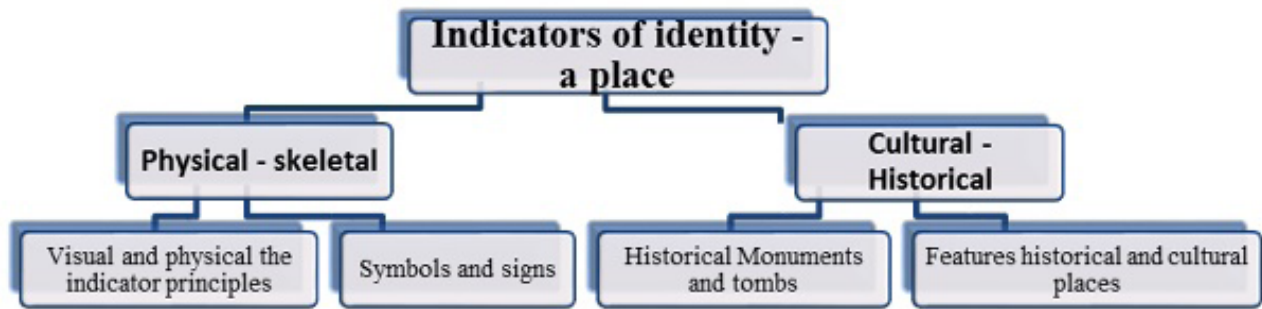 Indicators of identity -
a place
Physical - skeletal
Cultural -
Historical
Visual and physical the
indicator principles
Symbols and signs
Historical Monuments
and tombs
Features historical and cultural
places